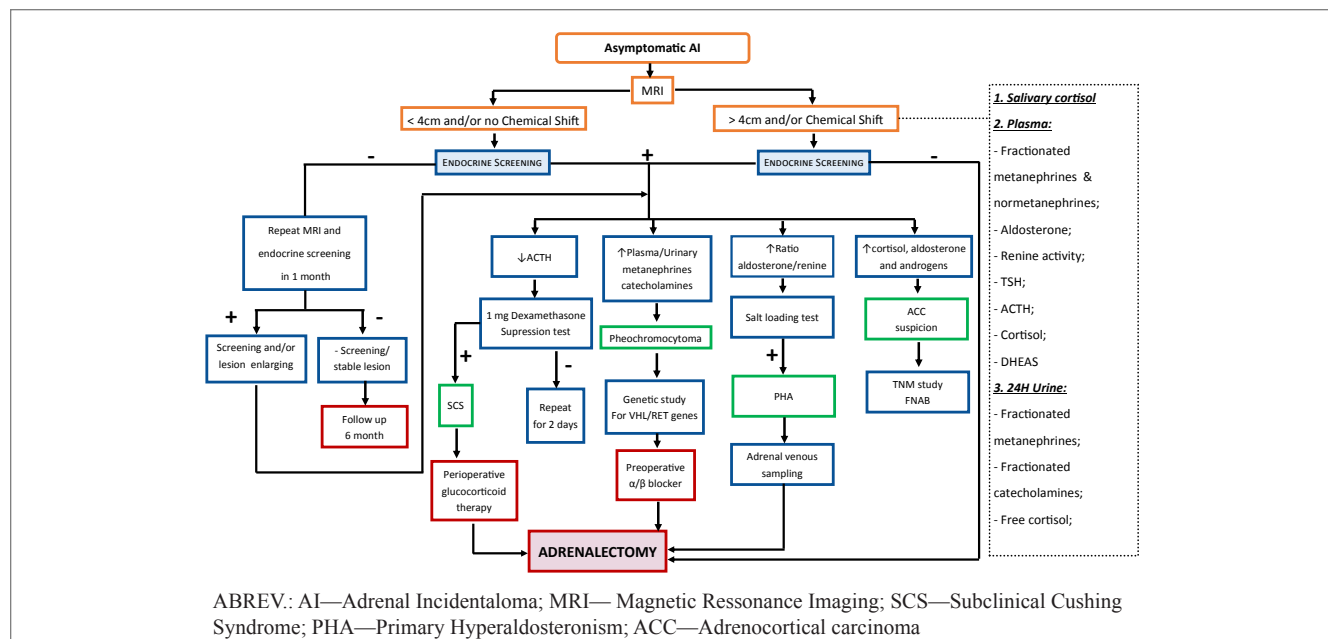 Asymptomatic AI
MRI
< 4cm and/or no Chemical Shift
> 4cm and/or Chemical Shift
-
ENDOCRINE SCREENING
+
ENDOCRINE SCREENING
-
Repeat MRI and
endocrine screening
in 1 month
+
-
Screening and/or
lesion enlarging
- Screening/
stable lesion
Follow up
6 month
↓ACTH
1 mg Dexamethasone
Supression test
+
-
SCS
Repeat
for 2 days
Perioperative
glucocorticoid
therapy
↑Plasma/Urinary
metanephrines
catecholamines
Pheochromocytoma
Genetic study
For VHL/RET genes
Preoperative
α/β blocker
↑Ratio
aldosterone/renine
Salt loading test
+
PHA
Adrenal venous
sampling
↑cortisol, aldosterone
and androgens
ACC
suspicion
TNM study
FNAB
ADRENALECTOMY
1. Salivary cortisol
2. Plasma:
- Fractionated
metanephrines &
normetanephrines;
- Aldosterone;
- Renine activity;
- TSH;
- ACTH;
- Cortisol;
- DHEAS
3. 24H Urine:
- Fractionated
metanephrines;
- Fractionated
catecholamines;
- Free cortisol;
ABREV.: AI—Adrenal Incidentaloma; MRI— Magnetic Ressonance Imaging; SCS—Subclinical Cushing
Syndrome; PHA—Primary Hyperaldosteronism; ACC—Adrenocortical carcinoma